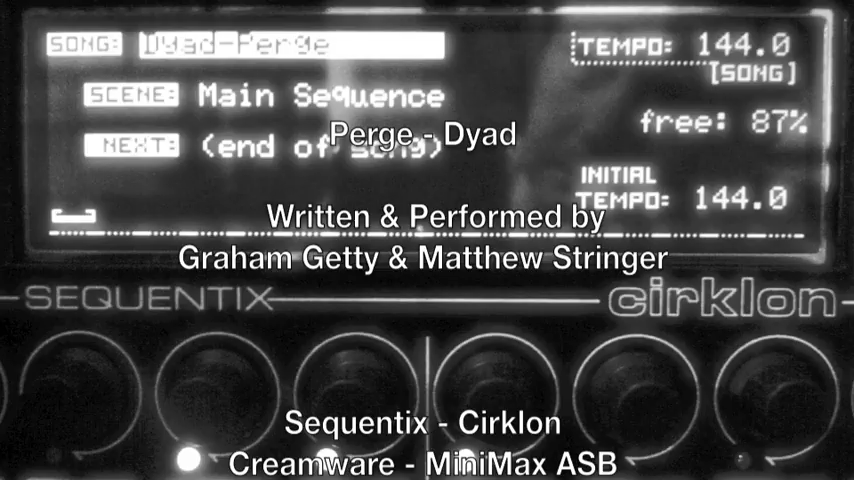 SONG: Dyad-Perge
TEMPO: 144.0
[SONG]
SCENE: Main Sequence
free: 87%
Perge - Dyad
NEXT: (end of song)
INITIAL
TEMPO: 144.0
Written & Performed by
Graham Getty & Matthew Stringer
SEQUENTIX
cirklon
Sequentix - Cirklon
Creamware - MiniMax ASB